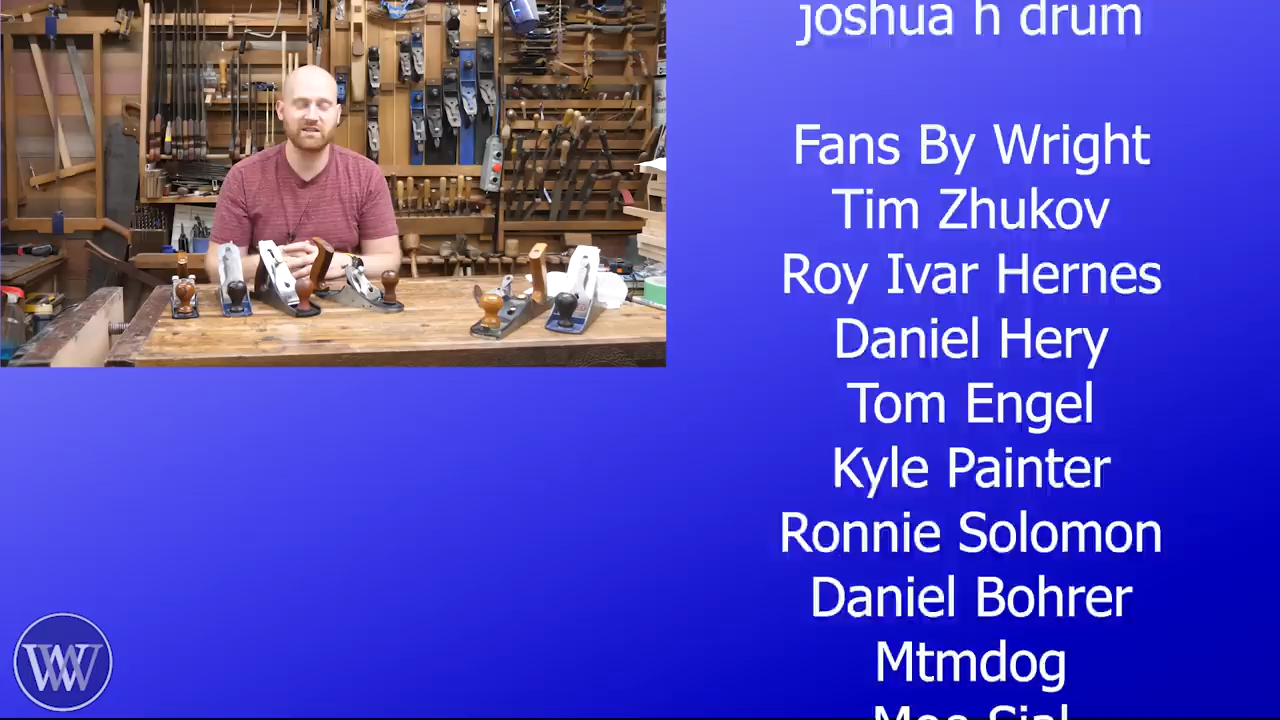 joshua h drum
Fans By Wright
Tim Zhukov
Roy Ivar Hernes
Daniel Hery
Tom Engel
Kyle Painter
Ronnie Solomon
Daniel Bohrer
Mtmdog